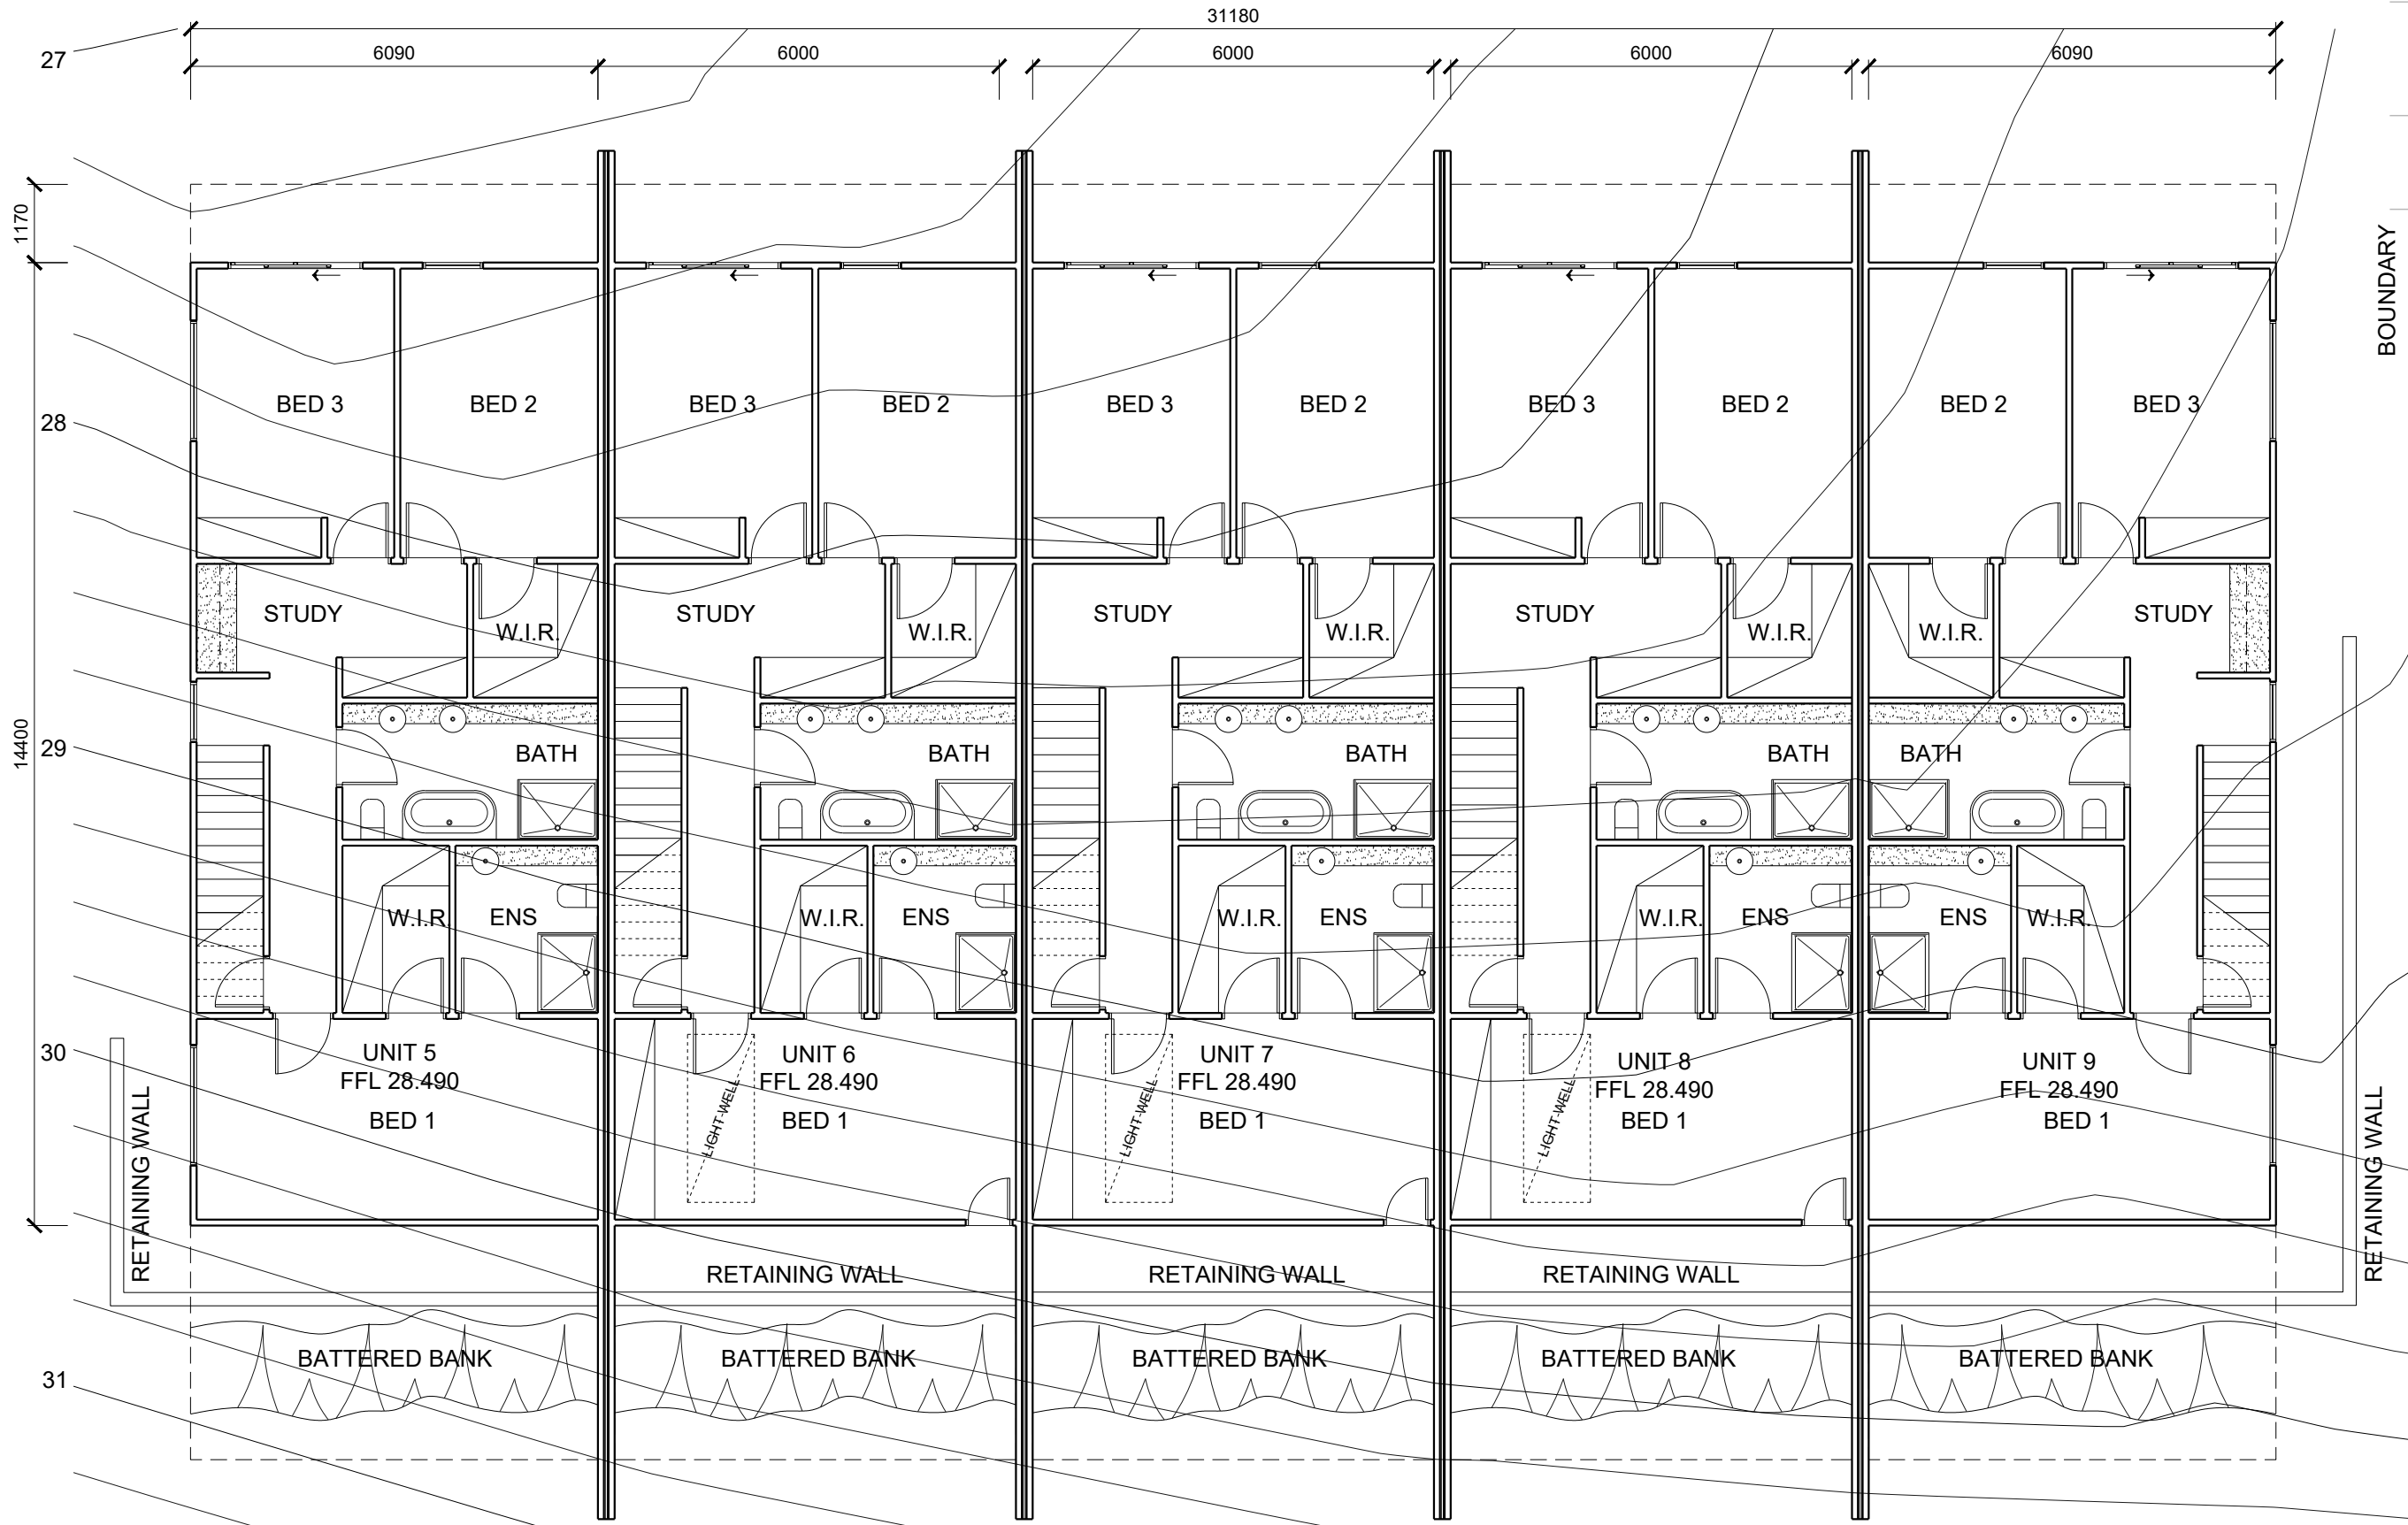 31180
27
6090
6000
6000
6000
6090
1170
BOUNDARY
BED 3
BED 2
BED 3
BED 2
BED 3
BED 2
BED 3
BED 2
BED 2
BED 3
28
STUDY
W.I.R.
STUDY
W.I.R.
STUDY
W.I.R.
STUDY
W.I.R.
W.I.R.
STUDY
14400
29
BATH
BATH
BATH
BATH
BATH
W.I.R.
ENS
W.I.R.
ENS
W.I.R.
ENS
W.I.R.
ENS
ENS
W.I.R.
30
UNIT 5
FFL 28.490
BED 1
UNIT 6
FFL 28.490
BED 1
LIGHT WELL
UNIT 7
FFL 28.490
BED 1
LIGHT WELL
UNIT 8
FFL 28.490
BED 1
LIGHT WELL
UNIT 9
FFL 28.490
BED 1
RETAINING WALL
RETAINING WALL
RETAINING WALL
RETAINING WALL
RETAINING WALL
31
BATTERED BANK
BATTERED BANK
BATTERED BANK
BATTERED BANK
BATTERED BANK